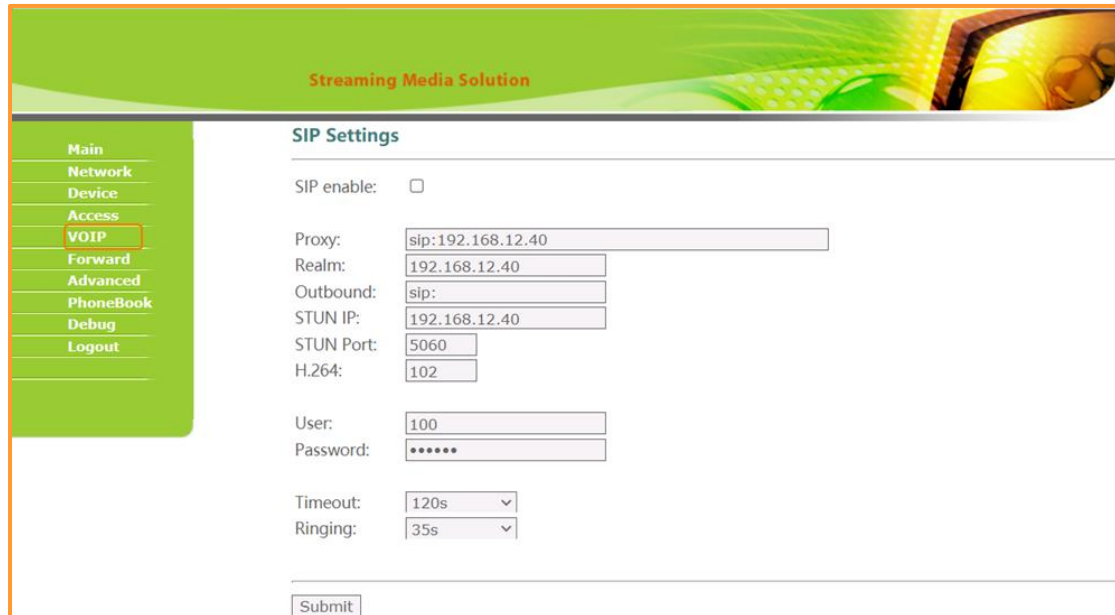 Streaming Media Solution
Main
Network
Device
Access
VOIP
Forward
Advanced
PhoneBook
Debug
Logout
SIP Settings
SIP enable:
Proxy: sip:192.168.12.40
Realm: 192.168.12.40
Outbound: sip:
STUN IP: 192.168.12.40
STUN Port: 5060
H.264: 102
User: 100
Password: ••••••
Timeout: 120s
Ringing: 35s
Submit